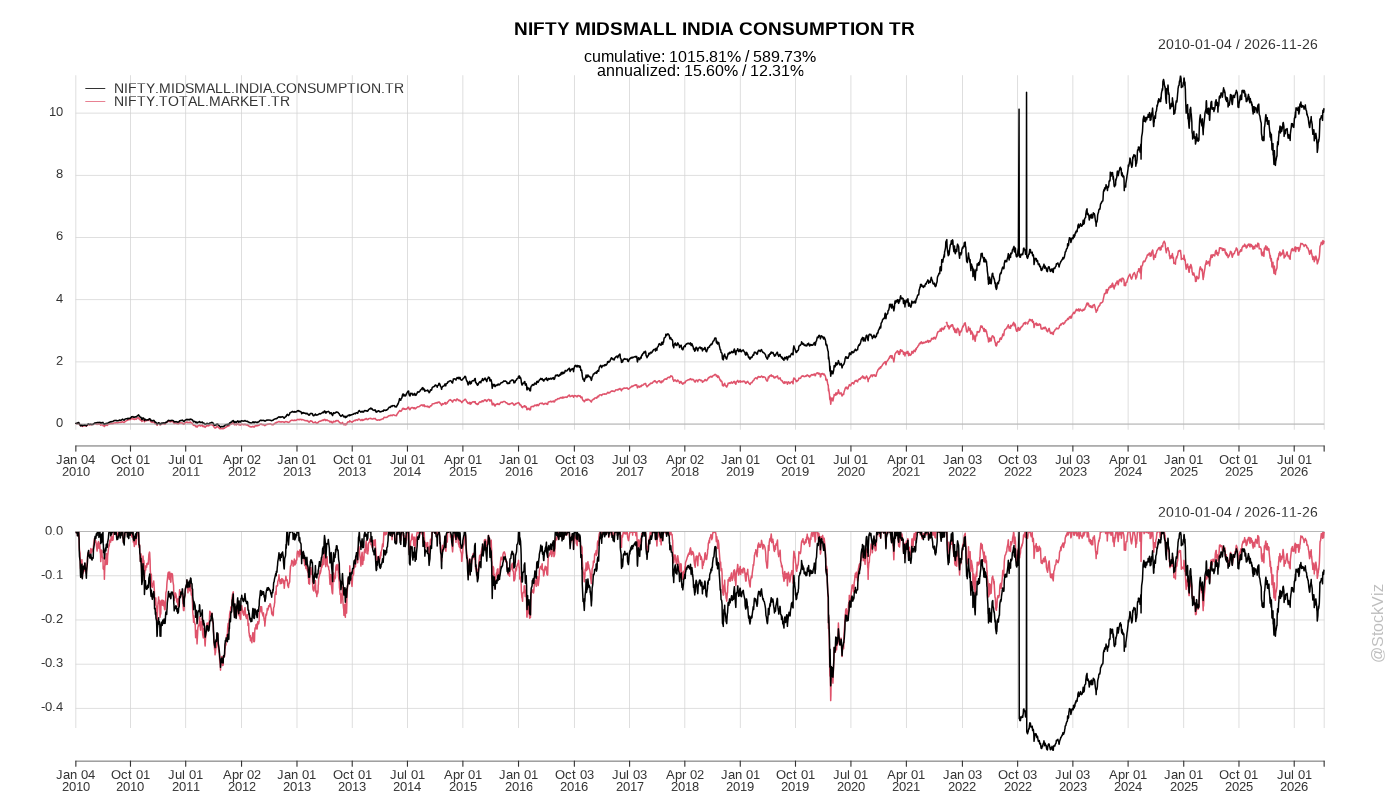 NIFTY MIDSMALL INDIA CONSUMPTION TR
2010-01-04 / 2026-11-26
cumulative: 1015.81% / 589.73%
annualized: 15.60% / 12.31%
NIFTY.MIDSMALL.INDIA.CONSUMPTION.TR
NIFTY.TOTAL.MARKET.TR
10
8
6
4
2
0
Jan 04 Oct 01 Jul 01 Apr 02 Jan 01 Oct 01 Jul 01 Apr 01 Jan 01 Oct 03 Jul 03 Apr 02 Jan 01 Oct 01 Jul 01 Apr 01 Jan 03 Oct 03 Jul 03 Apr 01 Jan 01 Oct 01 Jul 01
2010 2010 2011 2012 2013 2013 2014 2015 2016 2016 2017 2018 2019 2019 2020 2021 2022 2022 2023 2024 2025 2025 2026
2010-01-04 / 2026-11-26
0.0
-0.1
-0.2
-0.3
-0.4
Jan 04 Oct 01 Jul 01 Apr 02 Jan 01 Oct 01 Jul 01 Apr 01 Jan 01 Oct 03 Jul 03 Apr 02 Jan 01 Oct 01 Jul 01 Apr 01 Jan 03 Oct 03 Jul 03 Apr 01 Jan 01 Oct 01 Jul 01
2010 2010 2011 2012 2013 2013 2014 2015 2016 2016 2017 2018 2019 2019 2020 2021 2022 2022 2023 2024 2025 2025 2026
@StockViz